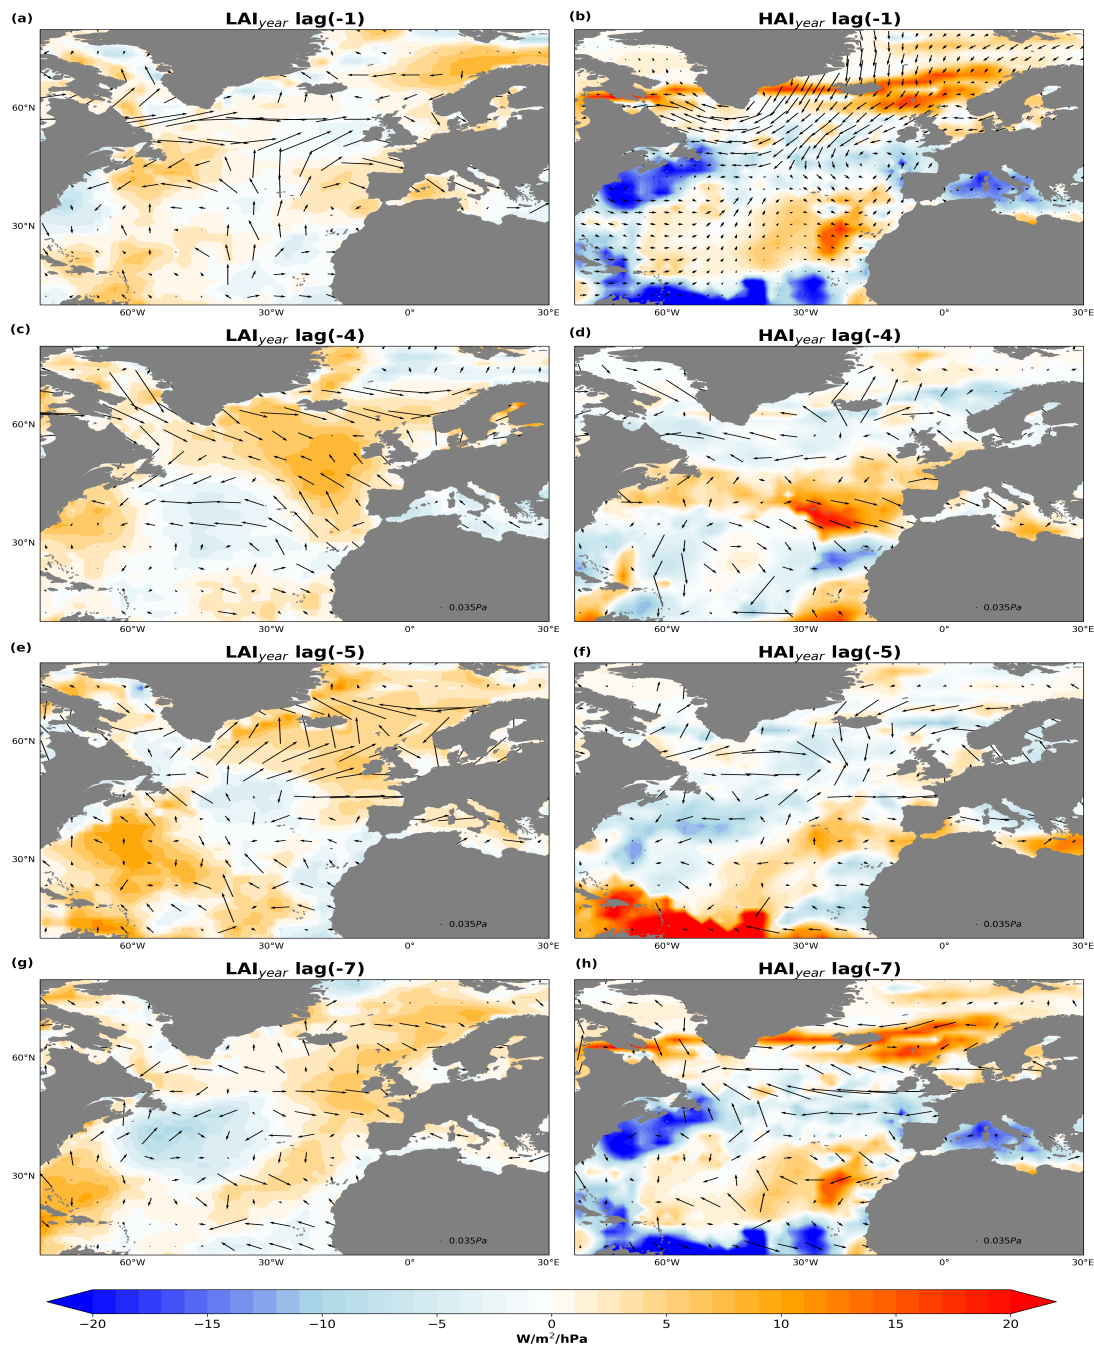 (a) LAIyear lag(-1)
(b) HAIyear lag(-1)
60°N
30°N
60°W 30°W 0° 30°E
60°W 30°W 0° 30°E
(c) LAIyear lag(-4)
(d) HAIyear lag(-4)
60°N
30°N
0.035Pa
0.035Pa
60°W 30°W 0° 30°E
60°W 30°W 0° 30°E
(e) LAIyear lag(-5)
(f) HAIyear lag(-5)
60°N
30°N
0.035Pa
0.035Pa
60°W 30°W 0° 30°E
60°W 30°W 0° 30°E
(g) LAIyear lag(-7)
(h) HAIyear lag(-7)
60°N
30°N
0.035Pa
0.035Pa
60°W 30°W 0° 30°E
60°W 30°W 0° 30°E
−20 −15 −10 −5 0 5 10 15 20
W/m²/hPa